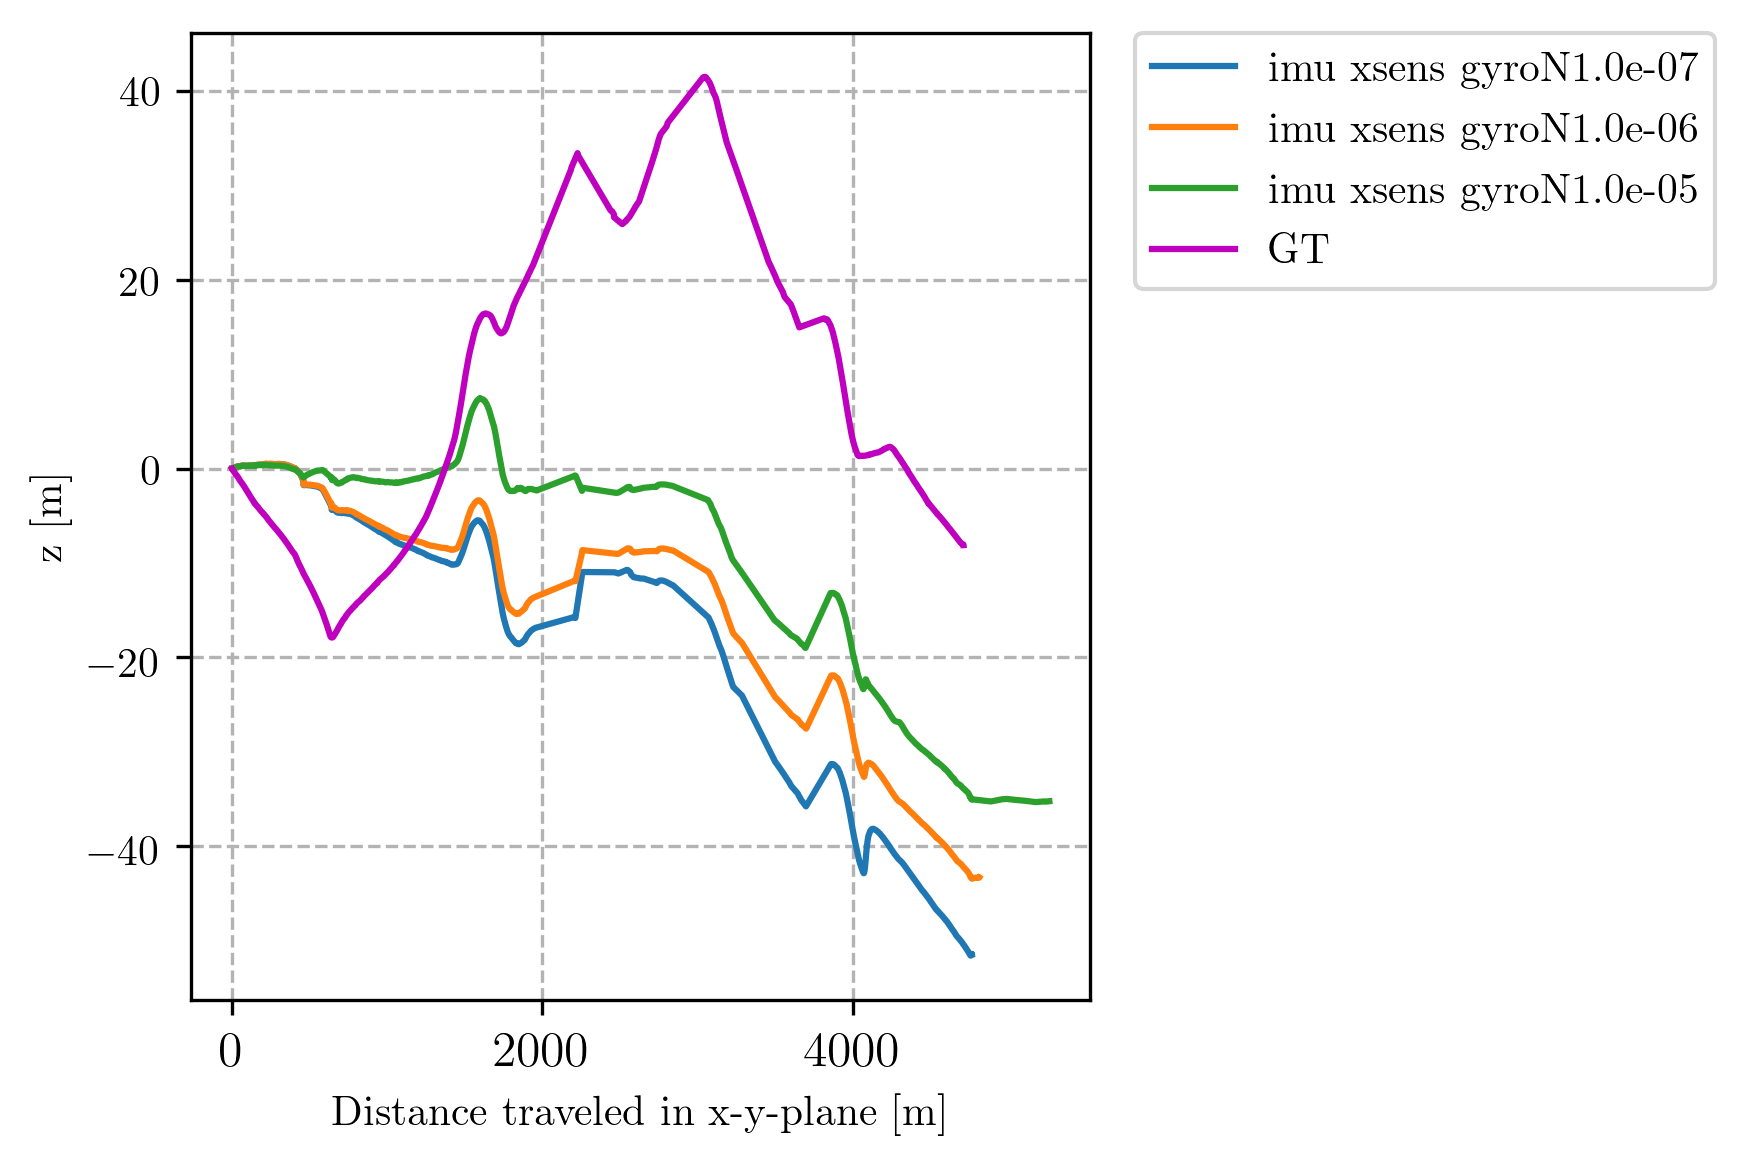 40
20
0
−20
−40
z [m]
0 2000 4000
Distance traveled in x-y-plane [m]
imu xsens gyroN1.0e-07
imu xsens gyroN1.0e-06
imu xsens gyroN1.0e-05
GT